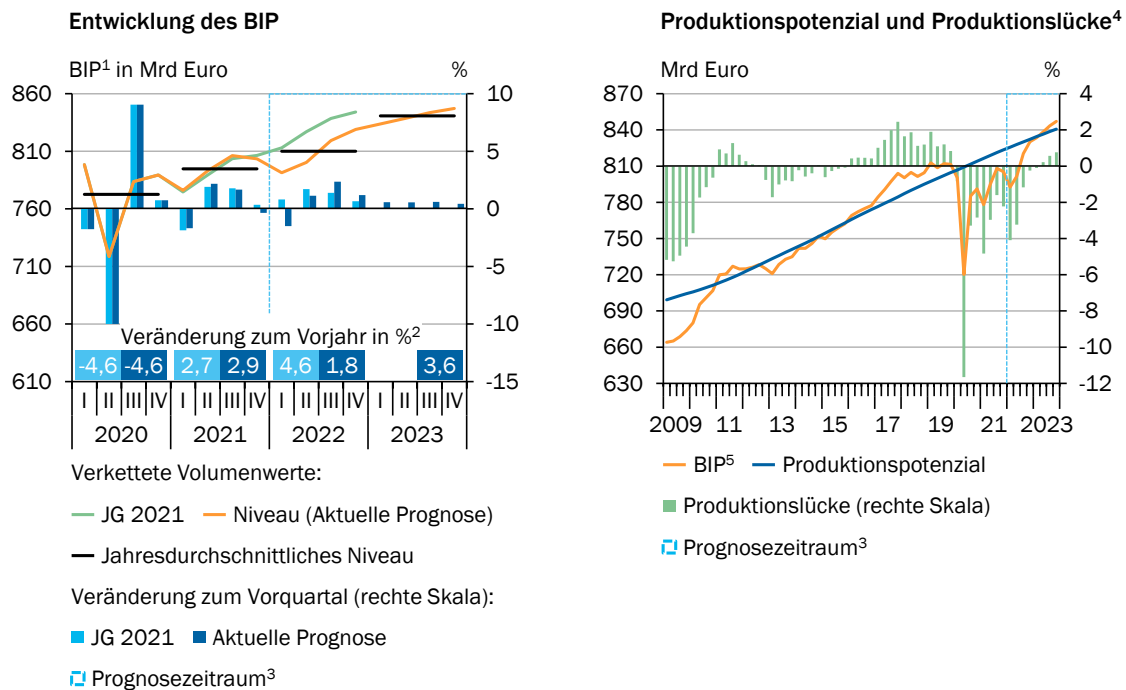 Entwicklung des BIP
BIP1 in Mrd Euro %
860 10
810 5
760 0
710 -5
660 -10
610 -15
Veränderung zum Vorjahr in %2
-4,6 -4,6 2,7 2,9 4,6 1,8 3,6
I II III IV I II III IV I II III IV I II III IV
2020 2021 2022 2023
Verkettete Volumenwerte:
JG 2021 Niveau (Aktuelle Prognose)
Jahresdurchschnittliches Niveau
Veränderung zum Vorquartal (rechte Skala):
JG 2021 Aktuelle Prognose
Prognosezeitraum3
Produktionspotenzial und Produktionslücke4
Mrd Euro %
870 4
840 2
810 0
780 -2
750 -4
720 -6
690 -8
660 -10
630 -12
2009 11 13 15 17 19 21 2023
BIP5 Produktionspotenzial
Produktionslücke (rechte Skala)
Prognosezeitraum3